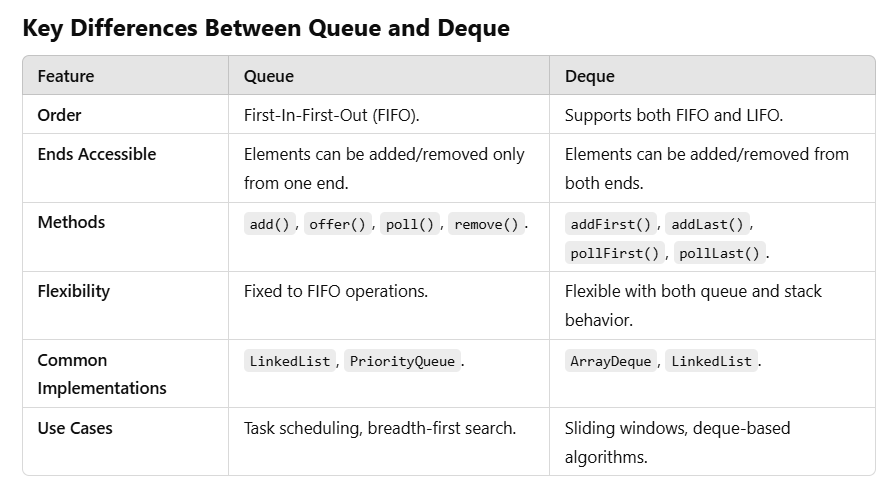 Key Differences Between Queue and Deque
Feature Queue Deque
Order First-In-First-Out (FIFO). Supports both FIFO and LIFO.
Ends Accessible Elements can be added/removed only Elements can be added/removed from
from one end. both ends.
Methods add(), offer(), poll(), remove(). addFirst(), addLast(),
pollFirst(), pollLast().
Flexibility Fixed to FIFO operations. Flexible with both queue and stack
behavior.
Common LinkedList, PriorityQueue. ArrayDeque, LinkedList.
Implementations
Use Cases Task scheduling, breadth-first search. Sliding windows, deque-based
algorithms.